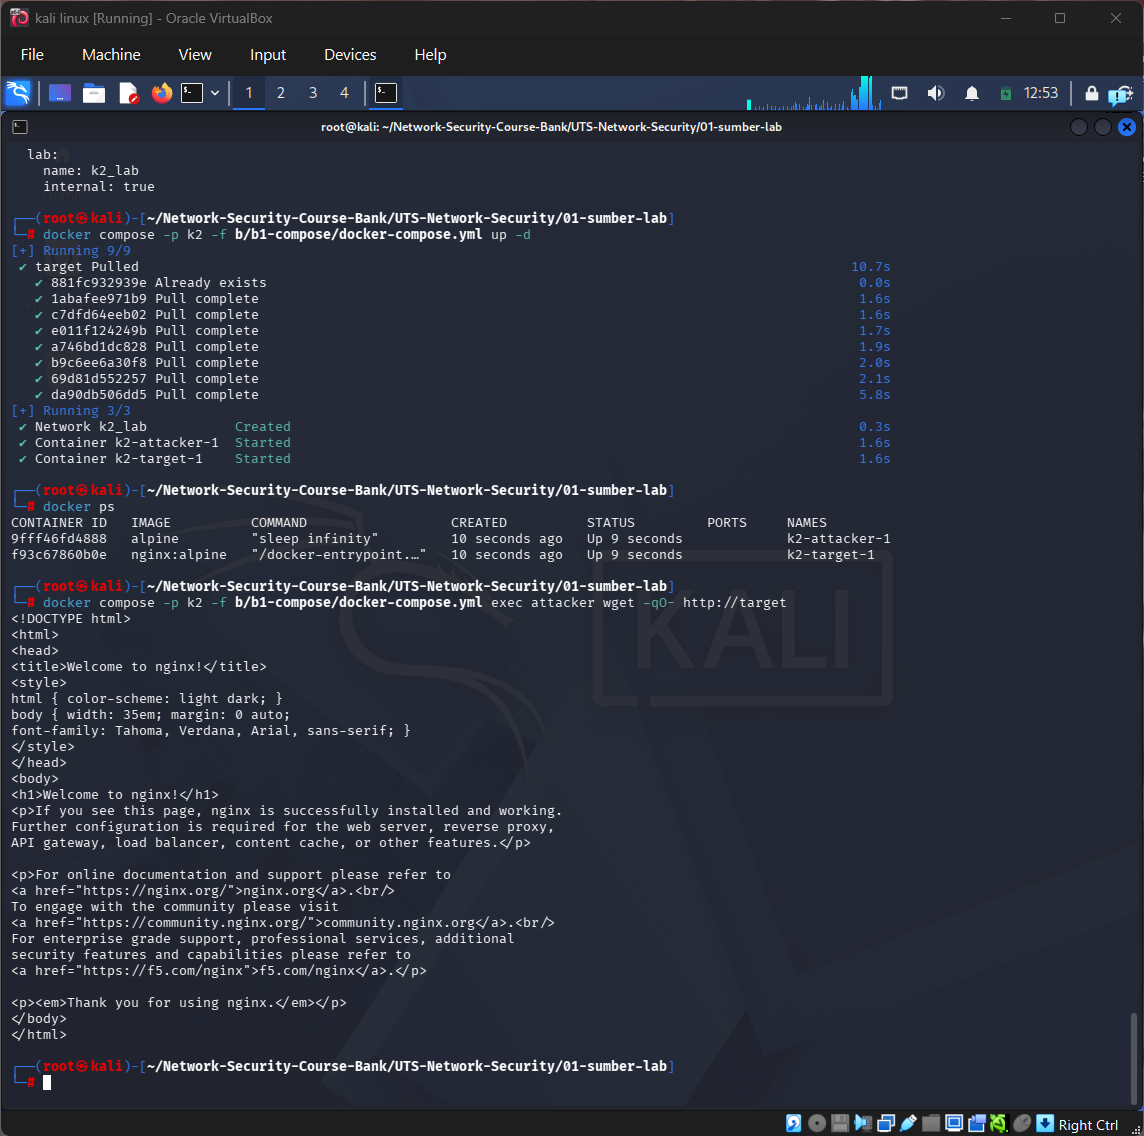 kali linux [Running] - Oracle VirtualBox
File Machine View Input Devices Help
1 2 3 4 12:53
root@kali: ~/Network-Security-Course-Bank/UTS-Network-Security/01-sumber-lab
  lab:
    name: k2_lab
    internal: true
┌──(root㉿kali)-[~/Network-Security-Course-Bank/UTS-Network-Security/01-sumber-lab]
└─# docker compose -p k2 -f b/b1-compose/docker-compose.yml up -d
[+] Running 9/9
 ✔ target Pulled 10.7s
   ✔ 881fc932939e Already exists 0.0s
   ✔ 1abafee971b9 Pull complete 1.6s
   ✔ c7dfd64eeb02 Pull complete 1.6s
   ✔ e011f124249b Pull complete 1.7s
   ✔ a746bd1dc828 Pull complete 1.9s
   ✔ b9c6ee6a30f8 Pull complete 2.0s
   ✔ 69d81d552257 Pull complete 2.1s
   ✔ da90db506dd5 Pull complete 5.8s
[+] Running 3/3
 ✔ Network k2_lab Created 0.3s
 ✔ Container k2-attacker-1 Started 1.6s
 ✔ Container k2-target-1 Started 1.6s
┌──(root㉿kali)-[~/Network-Security-Course-Bank/UTS-Network-Security/01-sumber-lab]
└─# docker ps
CONTAINER ID   IMAGE          COMMAND                  CREATED          STATUS         PORTS     NAMES
9fff46fd4888   alpine         "sleep infinity"         10 seconds ago   Up 9 seconds             k2-attacker-1
f93c67860b0e   nginx:alpine   "/docker-entrypoint.…"   10 seconds ago   Up 9 seconds             k2-target-1
┌──(root㉿kali)-[~/Network-Security-Course-Bank/UTS-Network-Security/01-sumber-lab]
└─# docker compose -p k2 -f b/b1-compose/docker-compose.yml exec attacker wget -qO- http://target
<!DOCTYPE html>
<html>
<head>
<title>Welcome to nginx!</title>
<style>
html { color-scheme: light dark; }
body { width: 35em; margin: 0 auto;
font-family: Tahoma, Verdana, Arial, sans-serif; }
</style>
</head>
<body>
<h1>Welcome to nginx!</h1>
<p>If you see this page, nginx is successfully installed and working.
Further configuration is required for the web server, reverse proxy,
API gateway, load balancer, content cache, or other features.</p>
<p>For online documentation and support please refer to
<a href="https://nginx.org/">nginx.org</a>.<br/>
To engage with the community please visit
<a href="https://community.nginx.org/">community.nginx.org</a>.<br/>
For enterprise grade support, professional services, additional
security features and capabilities please refer to
<a href="https://f5.com/nginx">f5.com/nginx</a>.</p>
<p><em>Thank you for using nginx.</em></p>
</body>
</html>
┌──(root㉿kali)-[~/Network-Security-Course-Bank/UTS-Network-Security/01-sumber-lab]
└─#
KALI
Right Ctrl